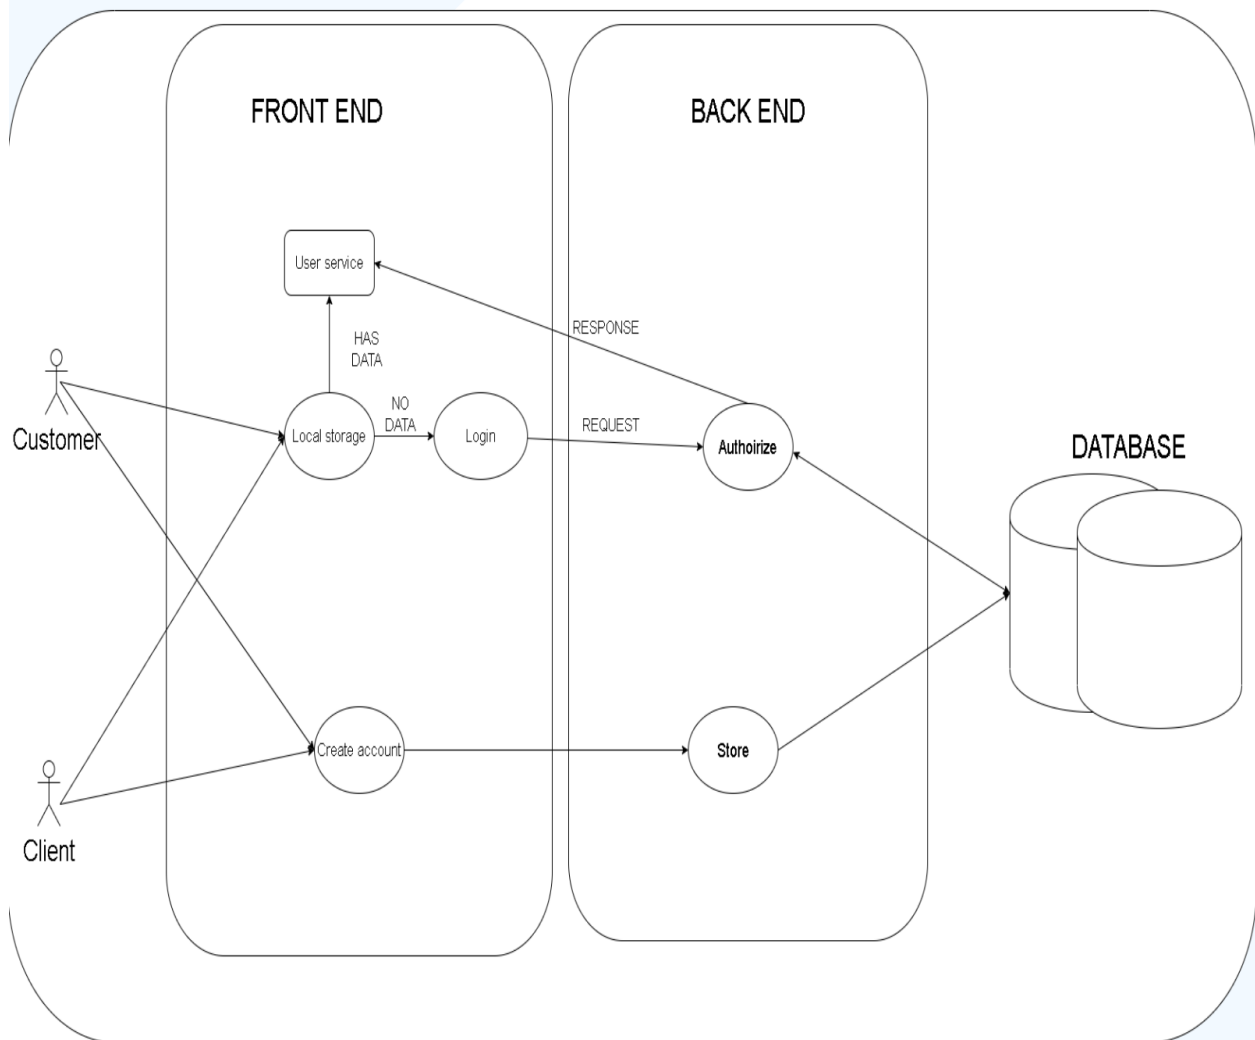 FRONT END
BACK END
User service
RESPONSE
HAS
DATA
NO
DATA
REQUEST
Customer
Local storage
Login
Authoirize
DATABASE
Create account
Store
Client